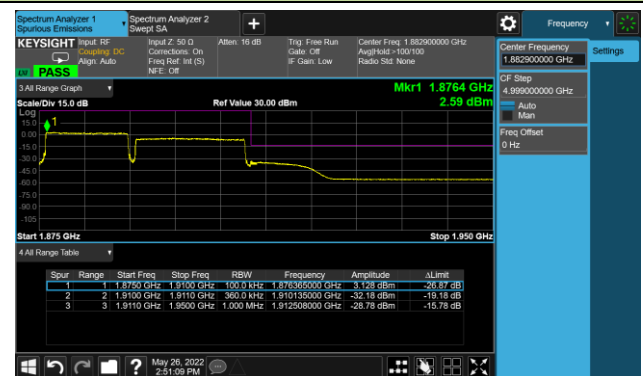 Spectrum Analyzer 1
Spurious Emissions
Spectrum Analyzer 2
Swept SA
+
Frequency
KEYSIGHT
Input: RF
Coupling: DC
Align: Auto
Input Z: 50 Ω
Corrections: On
Freq Ref: Int (S)
NFE: Off
Atten: 16 dB
Trig: Free Run
Gate: Off
IF Gain: Low
Center Freq: 1.882900000 GHz
Avg|Hold:>100/100
Radio Std: None
PASS
Center Frequency
1.882900000 GHz
Settings
CF Step
4.999000000 GHz
Auto
Man
Freq Offset
0 Hz
3 All Range Graph
Mkr1 1.8764 GHz
Scale/Div 15.0 dB
Ref Value 30.00 dBm
2.59 dBm
Log
15.0
1
0.00
-15.0
-30.0
-45.0
-60.0
-75.0
-90.0
-105
Start 1.875 GHz
Stop 1.950 GHz
4 All Range Table
Spur Range Start Freq Stop Freq RBW Frequency Amplitude ΔLimit
1 1 1.8750 GHz 1.9100 GHz 100.0 kHz 1.876365000 GHz 3.128 dBm -26.87 dB
2 2 1.9100 GHz 1.9110 GHz 360.0 kHz 1.910135000 GHz -32.18 dBm -19.18 dB
3 3 1.9110 GHz 1.9500 GHz 1.000 MHz 1.912508000 GHz -28.78 dBm -15.78 dB
?
May 26, 2022
2:51:09 PM